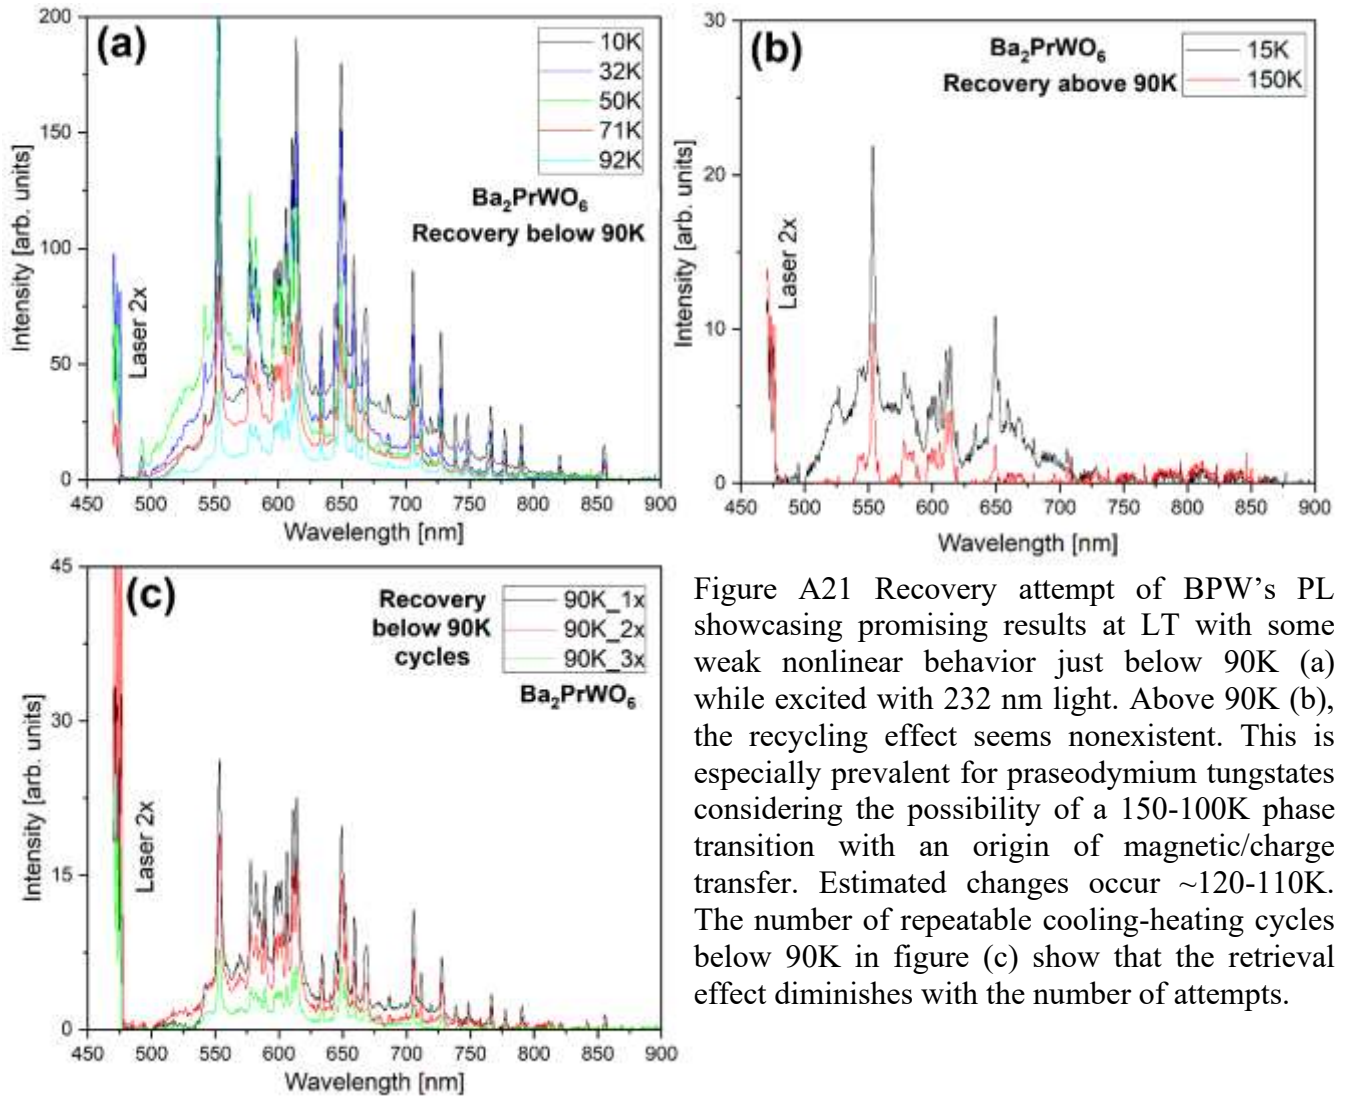 (a)
200
150
100
50
0
Intensity [arb. units]
Laser 2x
10K
32K
50K
71K
92K
Ba2PrWO6
Recovery below 90K
450 500 550 600 650 700 750 800 850 900
Wavelength [nm]
(b)
30
20
10
0
Intensity [arb. units]
Laser 2x
Ba2PrWO6
Recovery above 90K
15K
150K
450 500 550 600 650 700 750 800 850 900
Wavelength [nm]
(c)
45
30
15
0
Intensity [arb. units]
Laser 2x
Recovery
below 90K
cycles
90K_1x
90K_2x
90K_3x
Ba2PrWO6
450 500 550 600 650 700 750 800 850 900
Wavelength [nm]
Figure A21 Recovery attempt of BPW’s PL
showcasing promising results at LT with some
weak nonlinear behavior just below 90K (a)
while excited with 232 nm light. Above 90K (b),
the recycling effect seems nonexistent. This is
especially prevalent for praseodymium tungstates
considering the possibility of a 150-100K phase
transition with an origin of magnetic/charge
transfer. Estimated changes occur ~120-110K.
The number of repeatable cooling-heating cycles
below 90K in figure (c) show that the retrieval
effect diminishes with the number of attempts.